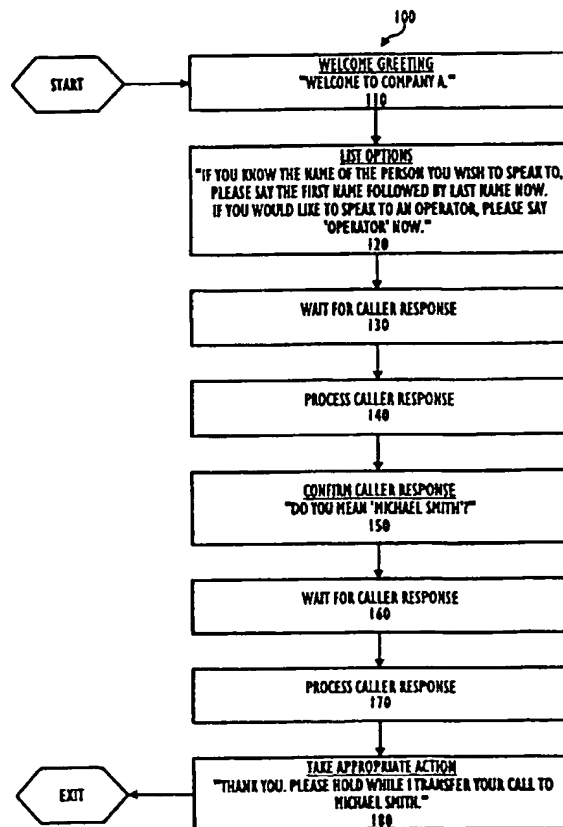 100
START
WELCOME GREETING
"WELCOME TO COMPANY A."
110
LIST OPTIONS
"IF YOU KNOW THE NAME OF THE PERSON YOU WISH TO SPEAK TO,
PLEASE SAY THE FIRST NAME FOLLOWED BY LAST NAME NOW.
IF YOU WOULD LIKE TO SPEAK TO AN OPERATOR, PLEASE SAY
'OPERATOR' NOW."
120
WAIT FOR CALLER RESPONSE
130
PROCESS CALLER RESPONSE
140
CONFIRM CALLER RESPONSE
"DO YOU MEAN 'MICHAEL SMITH'?"
150
WAIT FOR CALLER RESPONSE
160
PROCESS CALLER RESPONSE
170
TAKE APPROPRIATE ACTION
"THANK YOU. PLEASE HOLD WHILE I TRANSFER YOUR CALL TO
MICHAEL SMITH."
180
EXIT